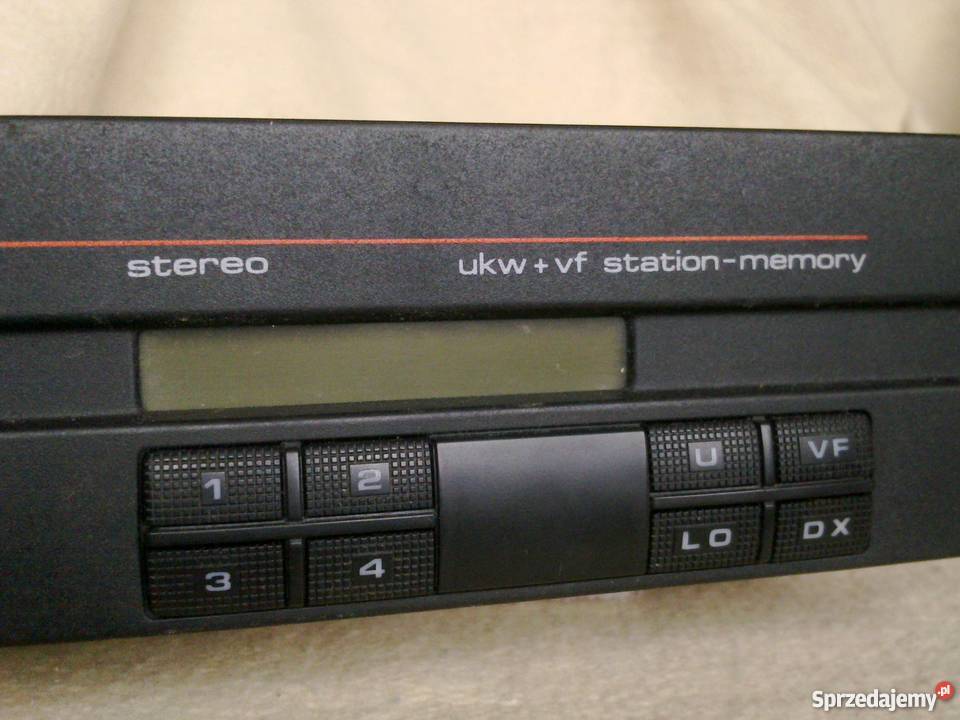 stereo ukw + vf station-memory
1 2 U VF
3 4 LO DX
Sprzedajemy.pl